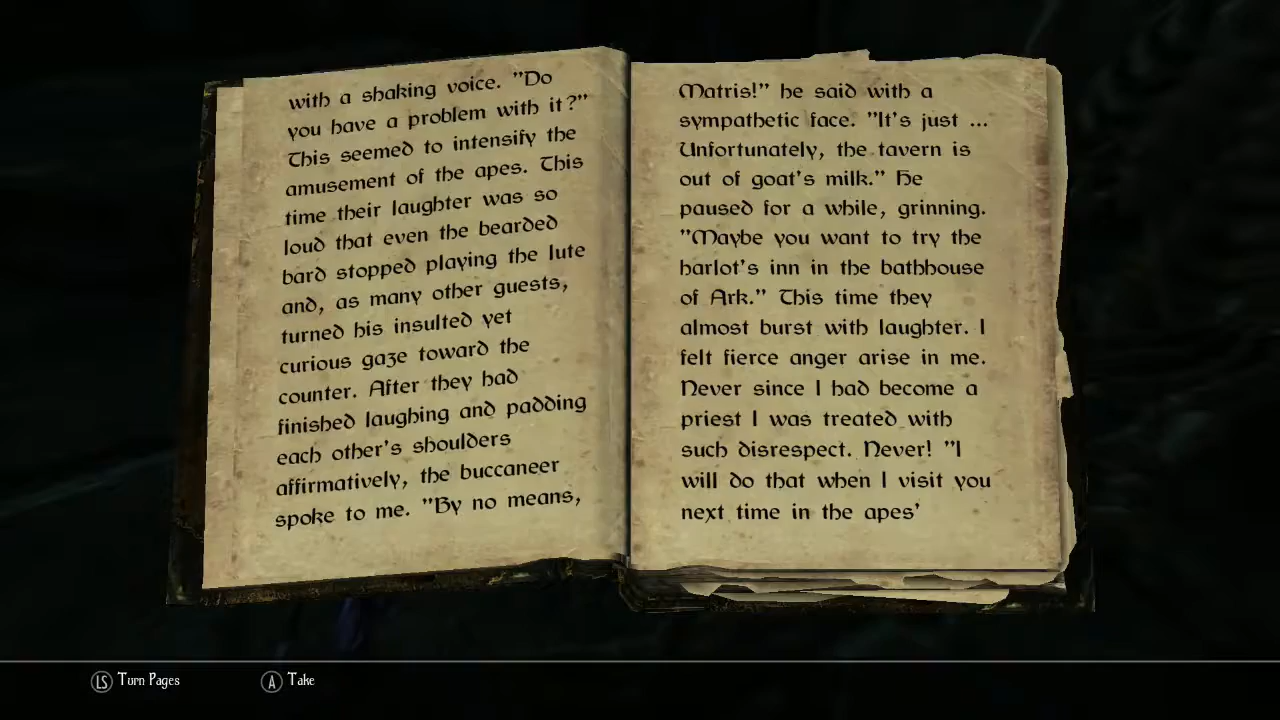 with a shaking voice. "Do
you have a problem with it?"
This seemed to intensify the
amusement of the apes. This
time their laughter was so
loud that even the bearded
bard stopped playing the lute
and, as many other guests,
turned his insulted yet
curious gaze toward the
counter. After they had
finished laughing and padding
each other's shoulders
affirmatively, the buccaneer
spoke to me. "By no means,
Matris!" he said with a
sympathetic face. "It's just ...
Unfortunately, the tavern is
out of goat's milk." He
paused for a while, grinning.
"Maybe you want to try the
harlot's inn in the bathhouse
of Ark." This time they
almost burst with laughter. I
felt fierce anger arise in me.
Never since I had become a
priest I was treated with
such disrespect. Never! "I
will do that when I visit you
next time in the apes'
LS Turn Pages
A Take